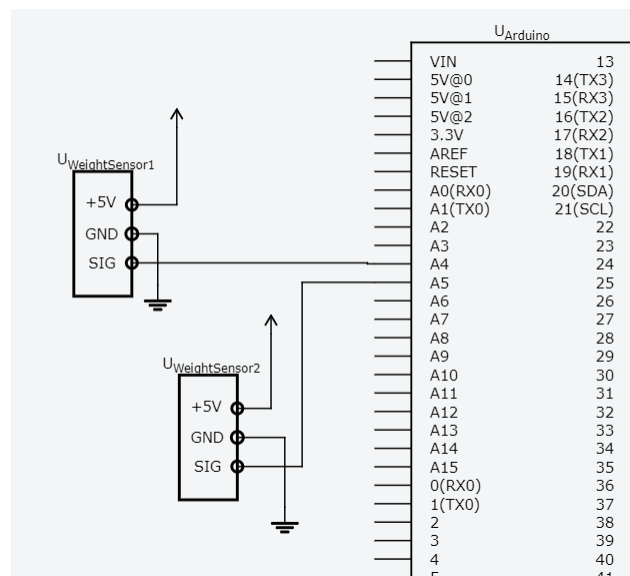 U_Arduino
VIN 13
5V@0 14(TX3)
5V@1 15(RX3)
5V@2 16(TX2)
3.3V 17(RX2)
AREF 18(TX1)
RESET 19(RX1)
A0(RX0) 20(SDA)
A1(TX0) 21(SCL)
A2 22
A3 23
A4 24
A5 25
A6 26
A7 27
A8 28
A9 29
A10 30
A11 31
A12 32
A13 33
A14 34
A15 35
0(RX0) 36
1(TX0) 37
2 38
3 39
4 40
U_WeightSensor1
+5V
GND
SIG
U_WeightSensor2
+5V
GND
SIG